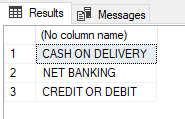 Results Messages
(No column name)
1 CASH ON DELIVERY
2 NET BANKING
3 CREDIT OR DEBIT